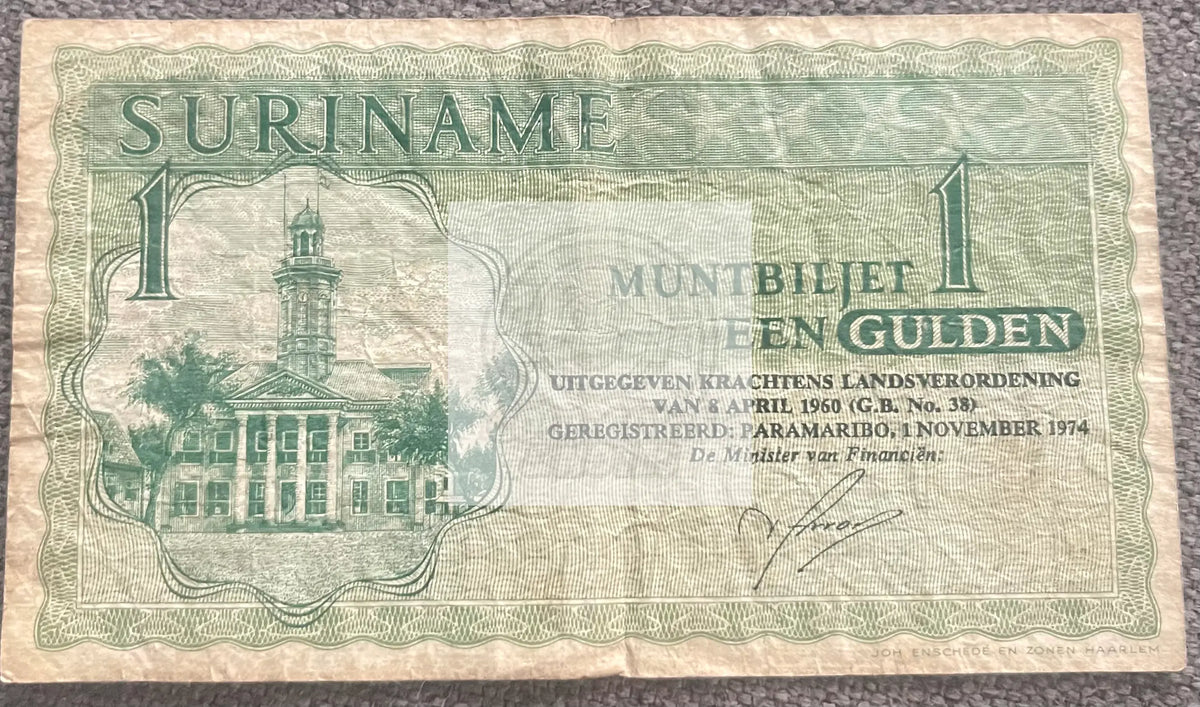 SURINAME
1
1
MUNTBILJET
EEN GULDEN
UITGEGEVEN KRACHTENS LANDSVERORDENING
VAN 8 APRIL 1960 (G.B. No. 38)
GEREGISTREERD: PARAMARIBO, 1 NOVEMBER 1974
De Minister van Financiën:
JOH. ENSCHEDÉ EN ZONEN HAARLEM